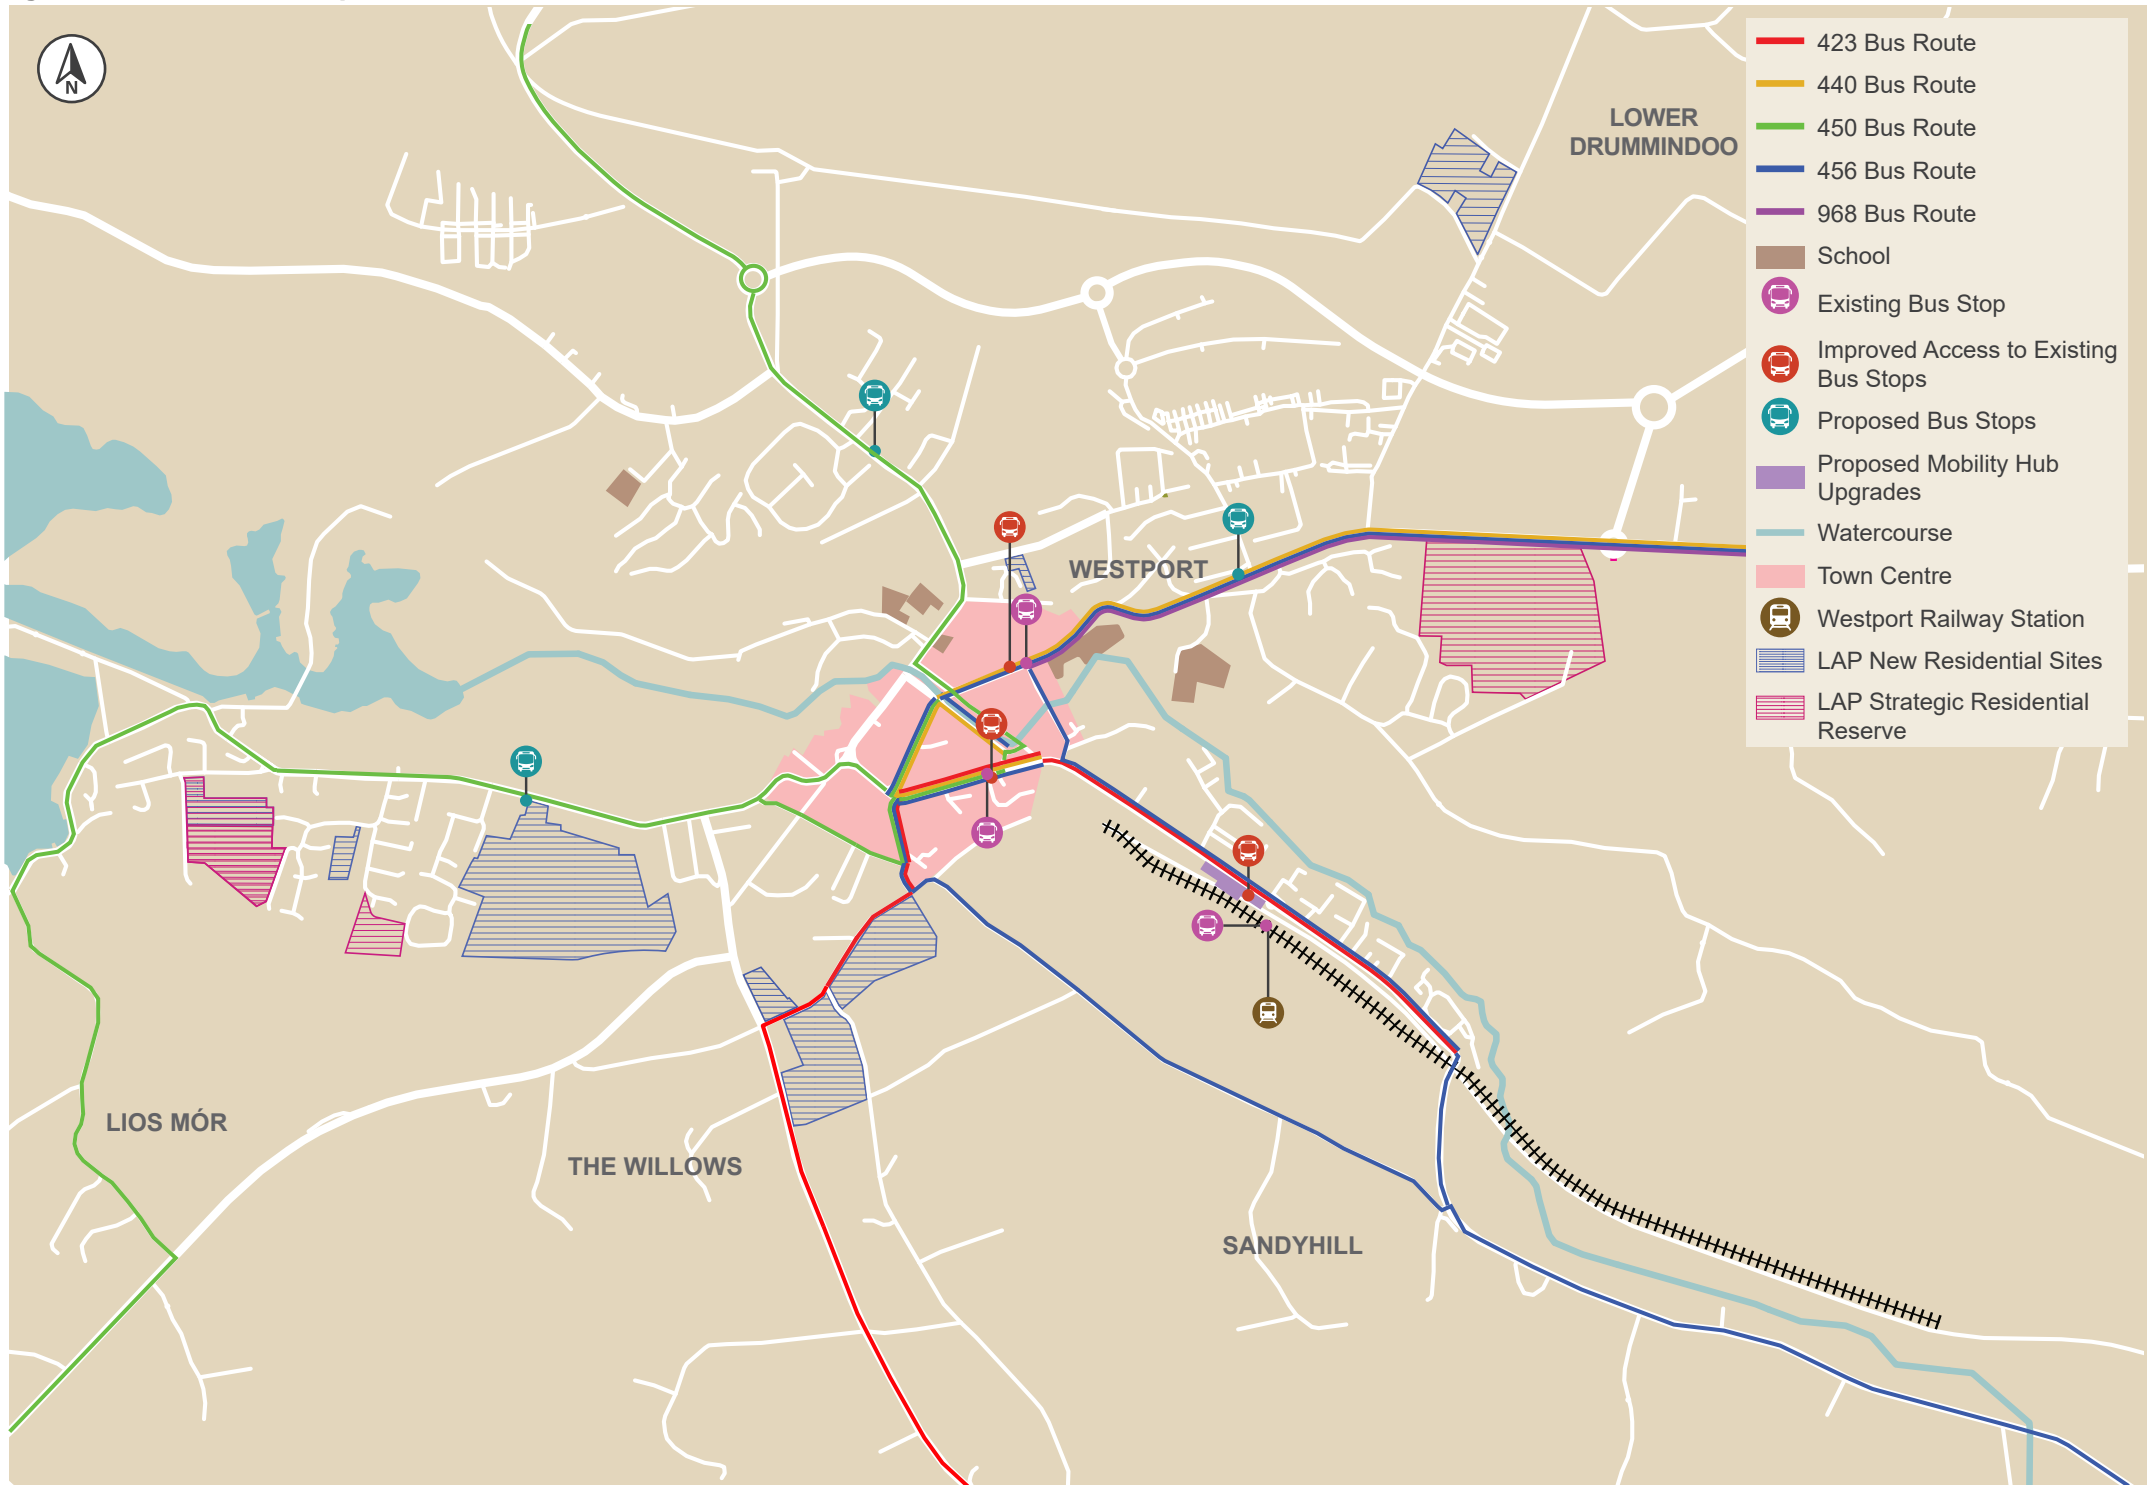 N
LOWER
DRUMMINDOO
WESTPORT
LIOS MÓR
THE WILLOWS
SANDYHILL
423 Bus Route
440 Bus Route
450 Bus Route
456 Bus Route
968 Bus Route
School
Existing Bus Stop
Improved Access to Existing
Bus Stops
Proposed Bus Stops
Proposed Mobility Hub
Upgrades
Watercourse
Town Centre
Westport Railway Station
LAP New Residential Sites
LAP Strategic Residential
Reserve